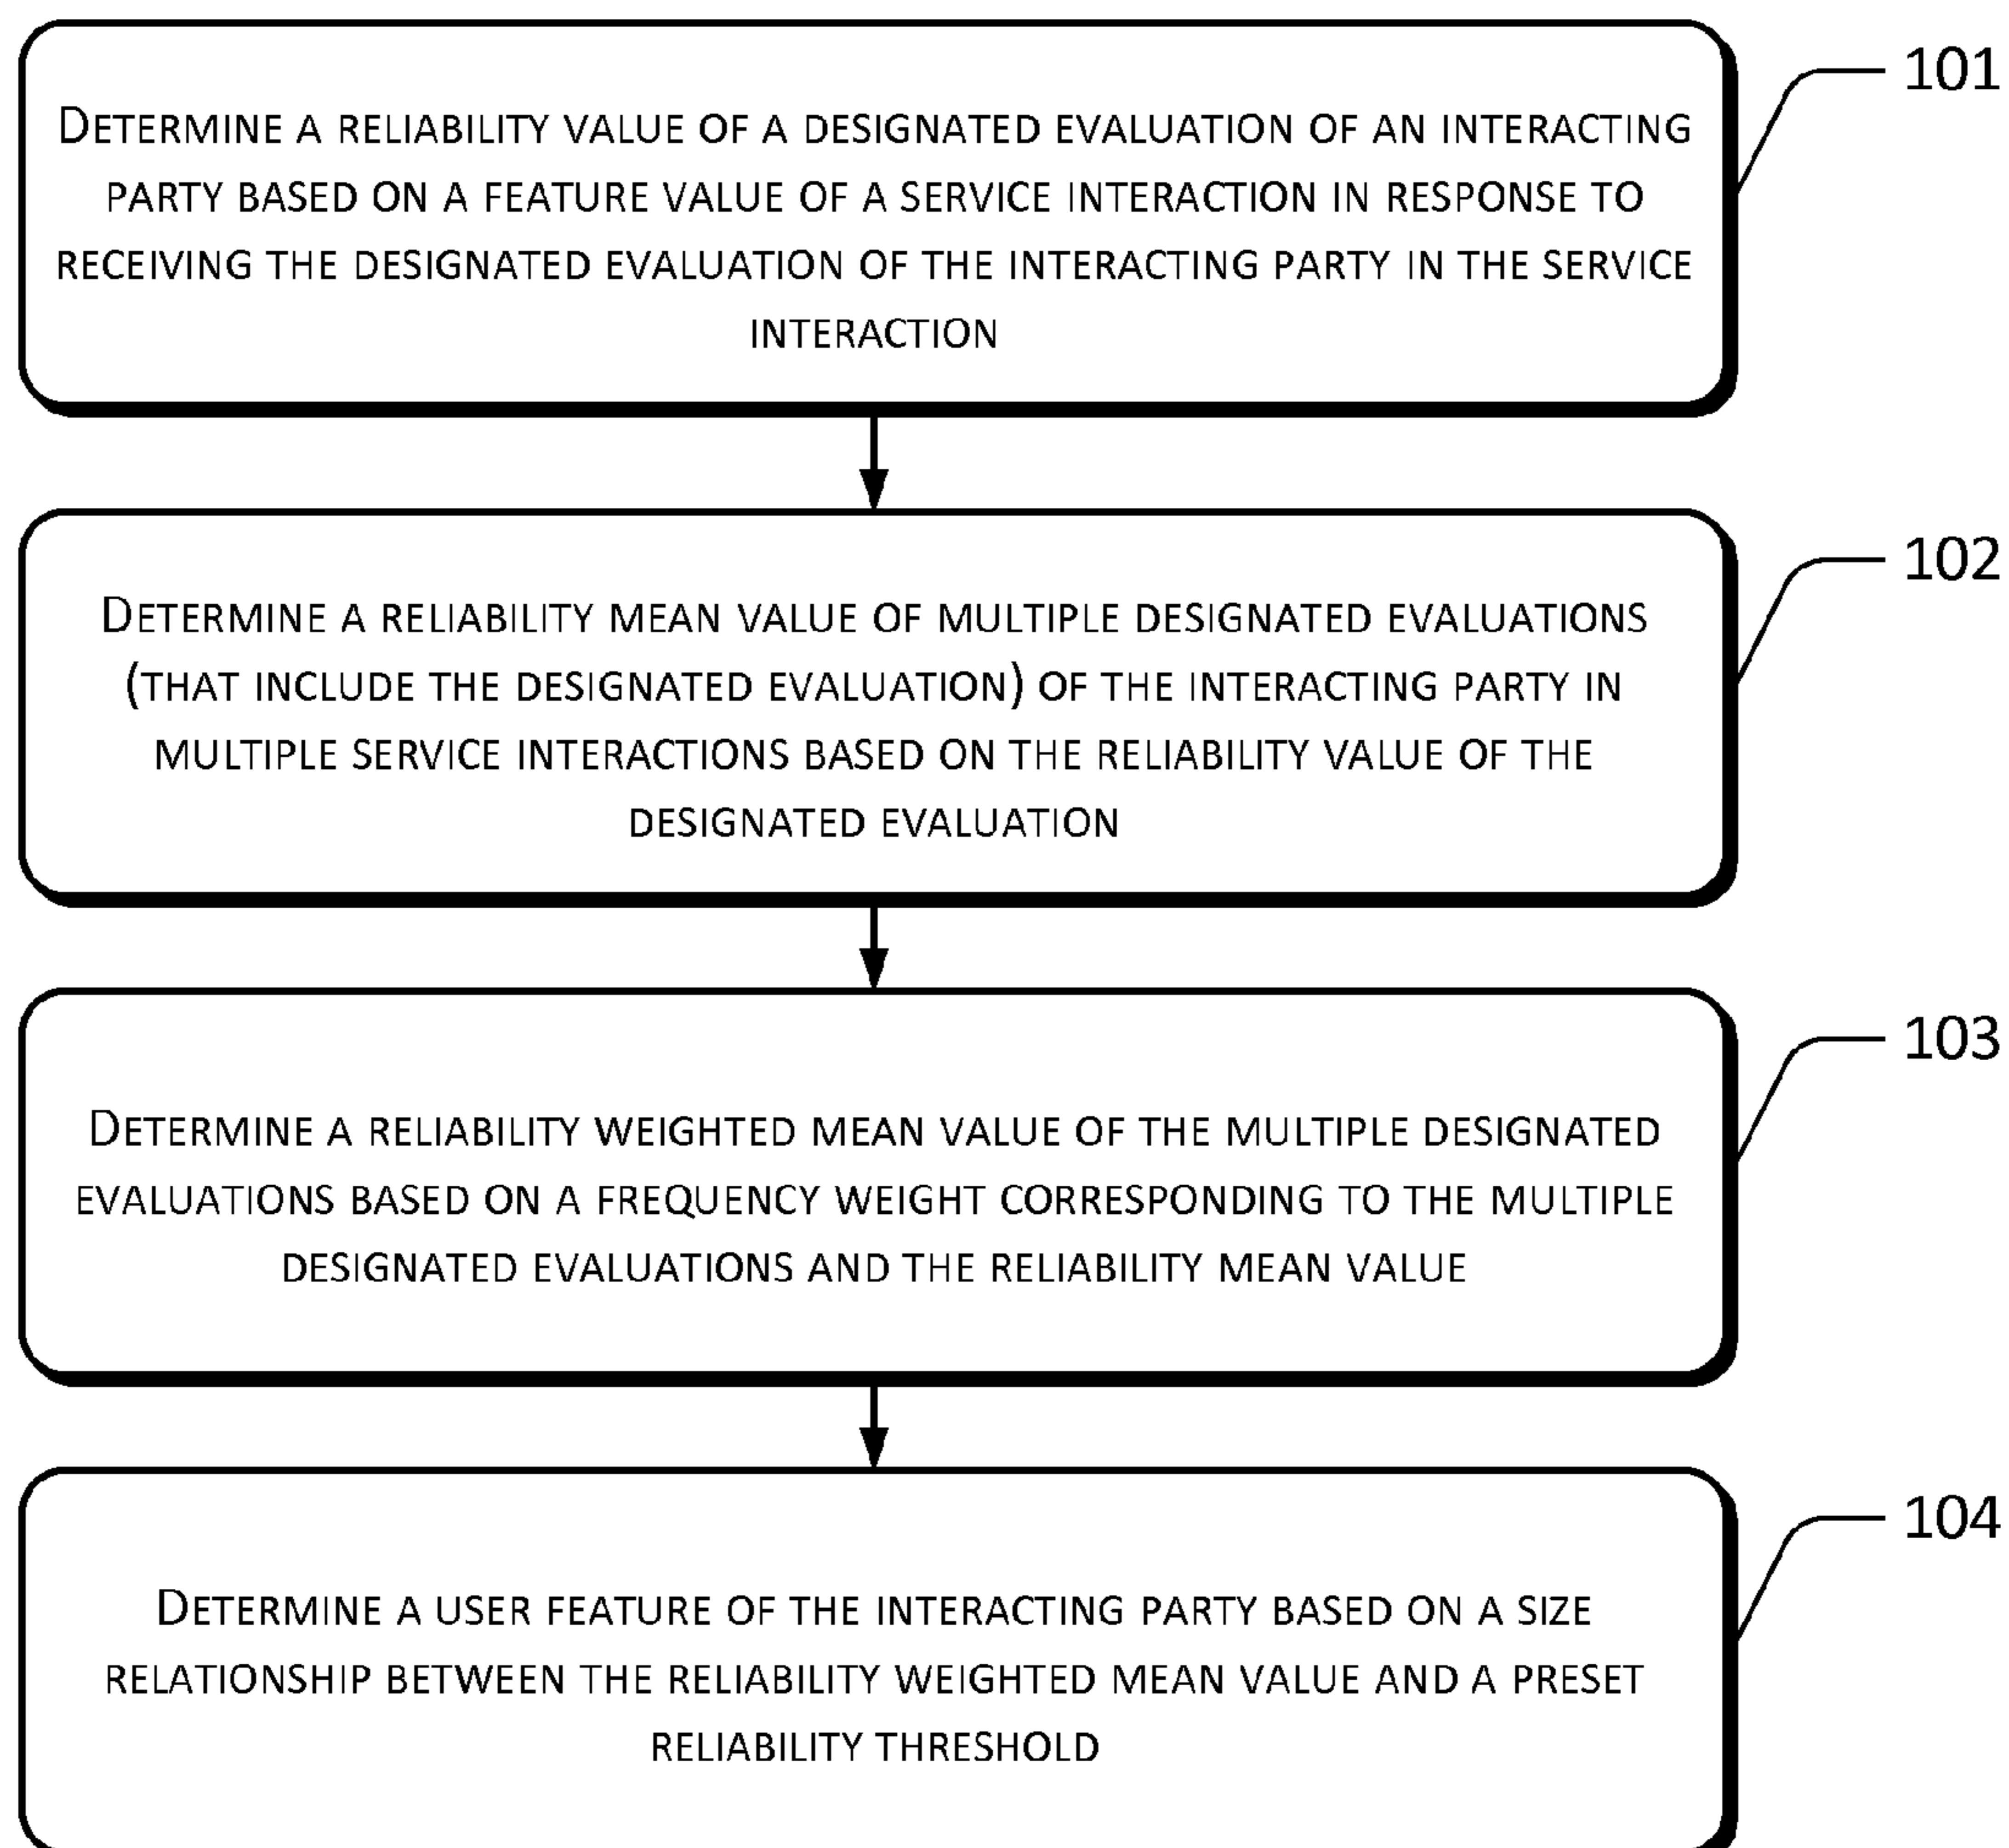 101
DETERMINE A RELIABILITY VALUE OF A DESIGNATED EVALUATION OF AN INTERACTING
PARTY BASED ON A FEATURE VALUE OF A SERVICE INTERACTION IN RESPONSE TO
RECEIVING THE DESIGNATED EVALUATION OF THE INTERACTING PARTY IN THE SERVICE
INTERACTION
102
DETERMINE A RELIABILITY MEAN VALUE OF MULTIPLE DESIGNATED EVALUATIONS
(THAT INCLUDE THE DESIGNATED EVALUATION) OF THE INTERACTING PARTY IN
MULTIPLE SERVICE INTERACTIONS BASED ON THE RELIABILITY VALUE OF THE
DESIGNATED EVALUATION
103
DETERMINE A RELIABILITY WEIGHTED MEAN VALUE OF THE MULTIPLE DESIGNATED
EVALUATIONS BASED ON A FREQUENCY WEIGHT CORRESPONDING TO THE MULTIPLE
DESIGNATED EVALUATIONS AND THE RELIABILITY MEAN VALUE
104
DETERMINE A USER FEATURE OF THE INTERACTING PARTY BASED ON A SIZE
RELATIONSHIP BETWEEN THE RELIABILITY WEIGHTED MEAN VALUE AND A PRESET
RELIABILITY THRESHOLD